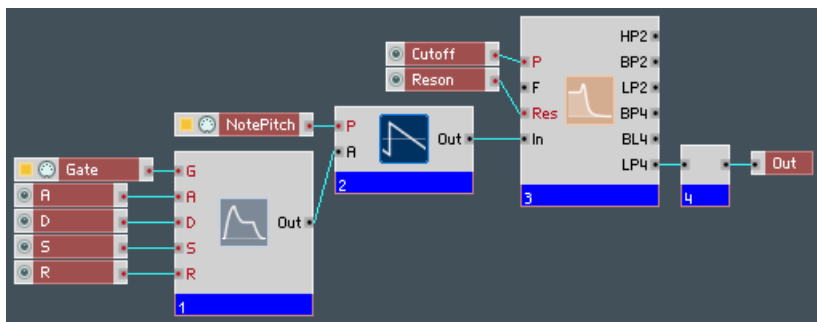 HP2
Cutoff
BP2
P
Reson
F
LP2
Res
BP4
NotePitch
P
Out
In
BL4
A
LP4
Out
2
3
4
Gate
G
A
A
D
D
Out
S
S
R
R
1